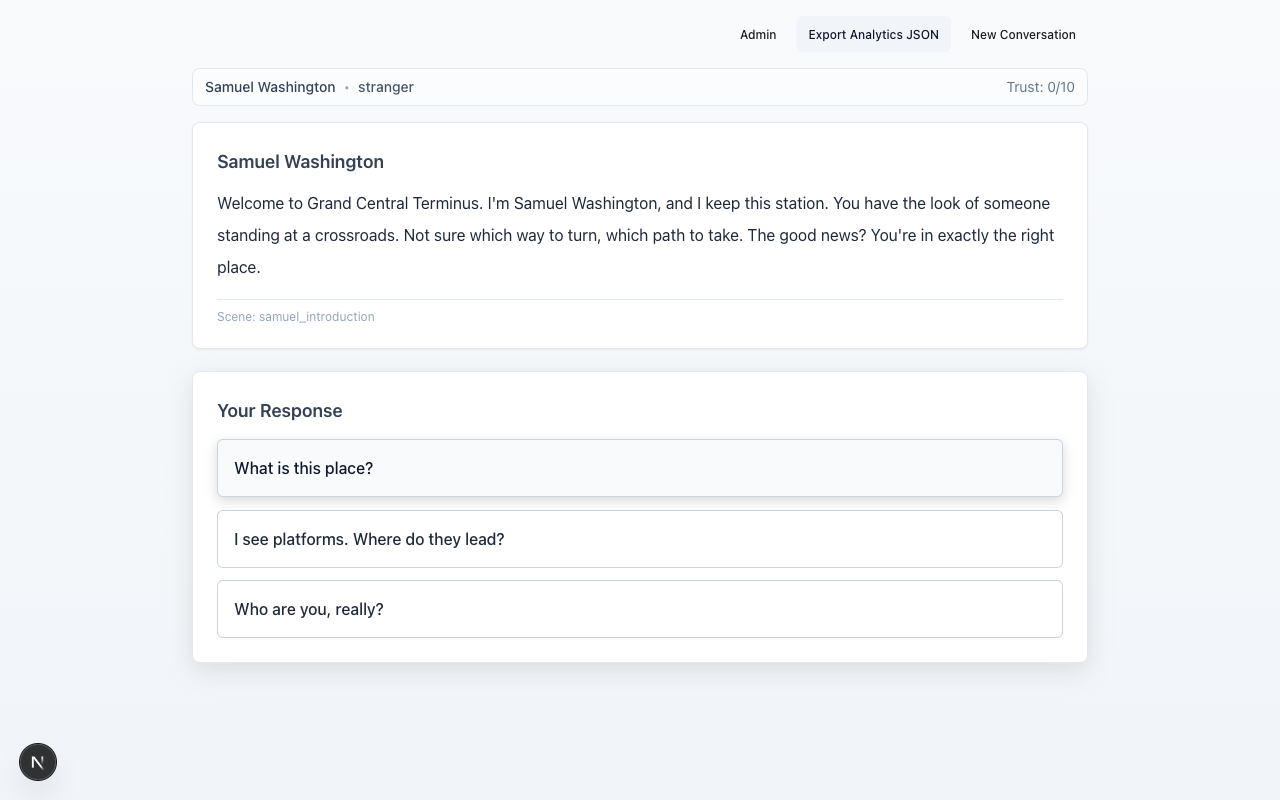 Admin
Export Analytics JSON
New Conversation
Samuel Washington • stranger
Trust: 0/10
Samuel Washington
Welcome to Grand Central Terminus. I'm Samuel Washington, and I keep this station. You have the look of someone
standing at a crossroads. Not sure which way to turn, which path to take. The good news? You're in exactly the right
place.
Scene: samuel_introduction
Your Response
What is this place?
I see platforms. Where do they lead?
Who are you, really?
N